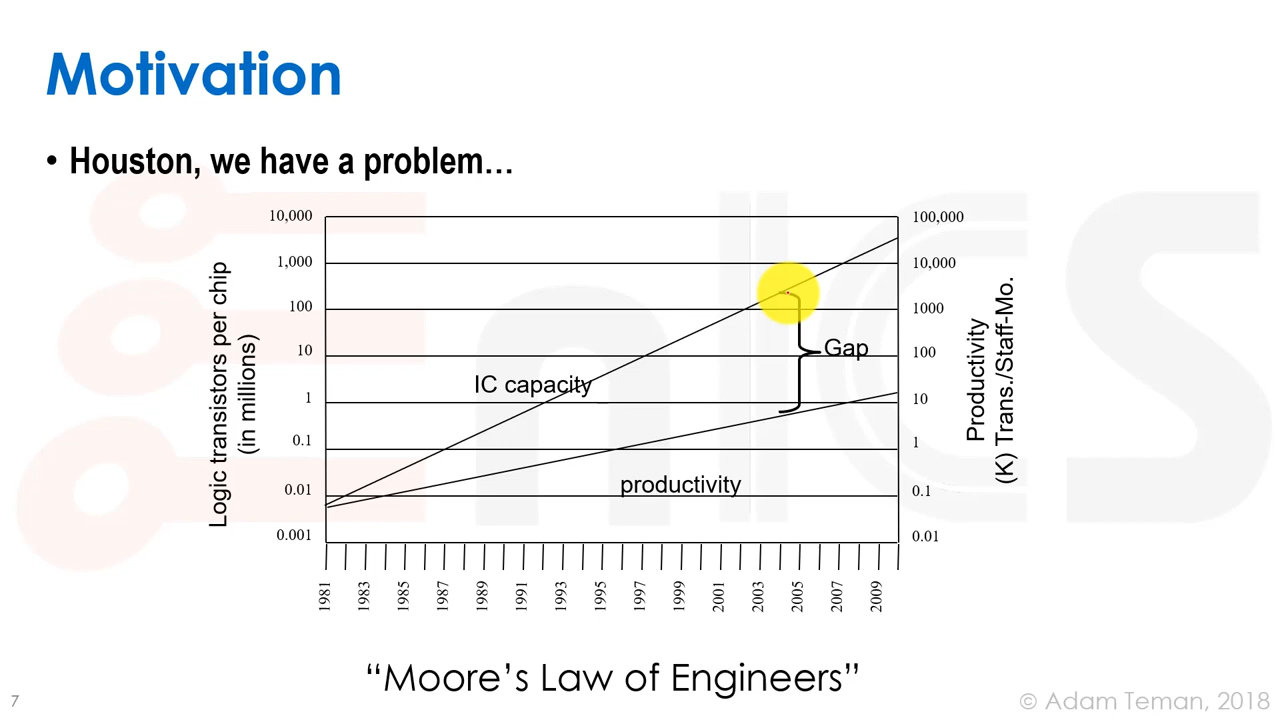 Motivation
• Houston, we have a problem…
10,000
1,000
100
10
1
0.1
0.01
0.001
Logic transistors per chip
(in millions)
100,000
10,000
1000
100
10
1
0.1
0.01
Productivity
(K) Trans./Staff-Mo.
IC capacity
Gap
productivity
1981
1983
1985
1987
1989
1991
1993
1995
1997
1999
2001
2003
2005
2007
2009
“Moore’s Law of Engineers”
7
© Adam Teman, 2018
nICS